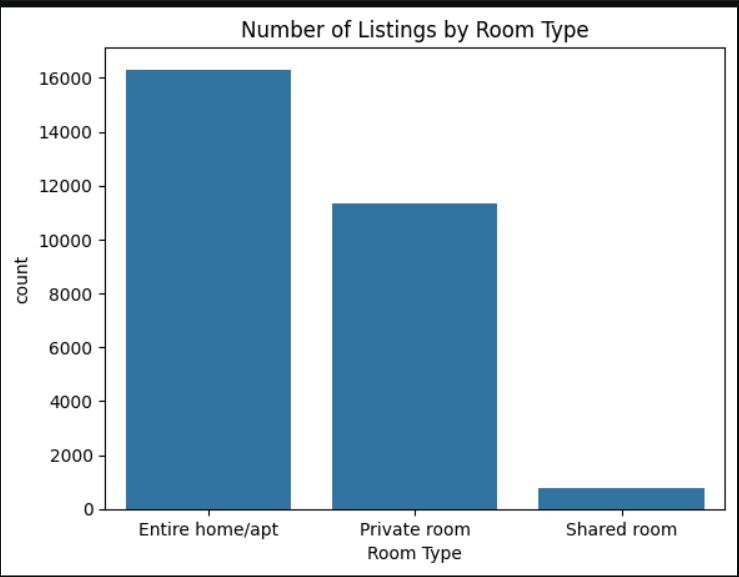 Number of Listings by Room Type
16000
14000
12000
10000
8000
6000
4000
2000
0
count
Entire home/apt Private room Shared room
Room Type